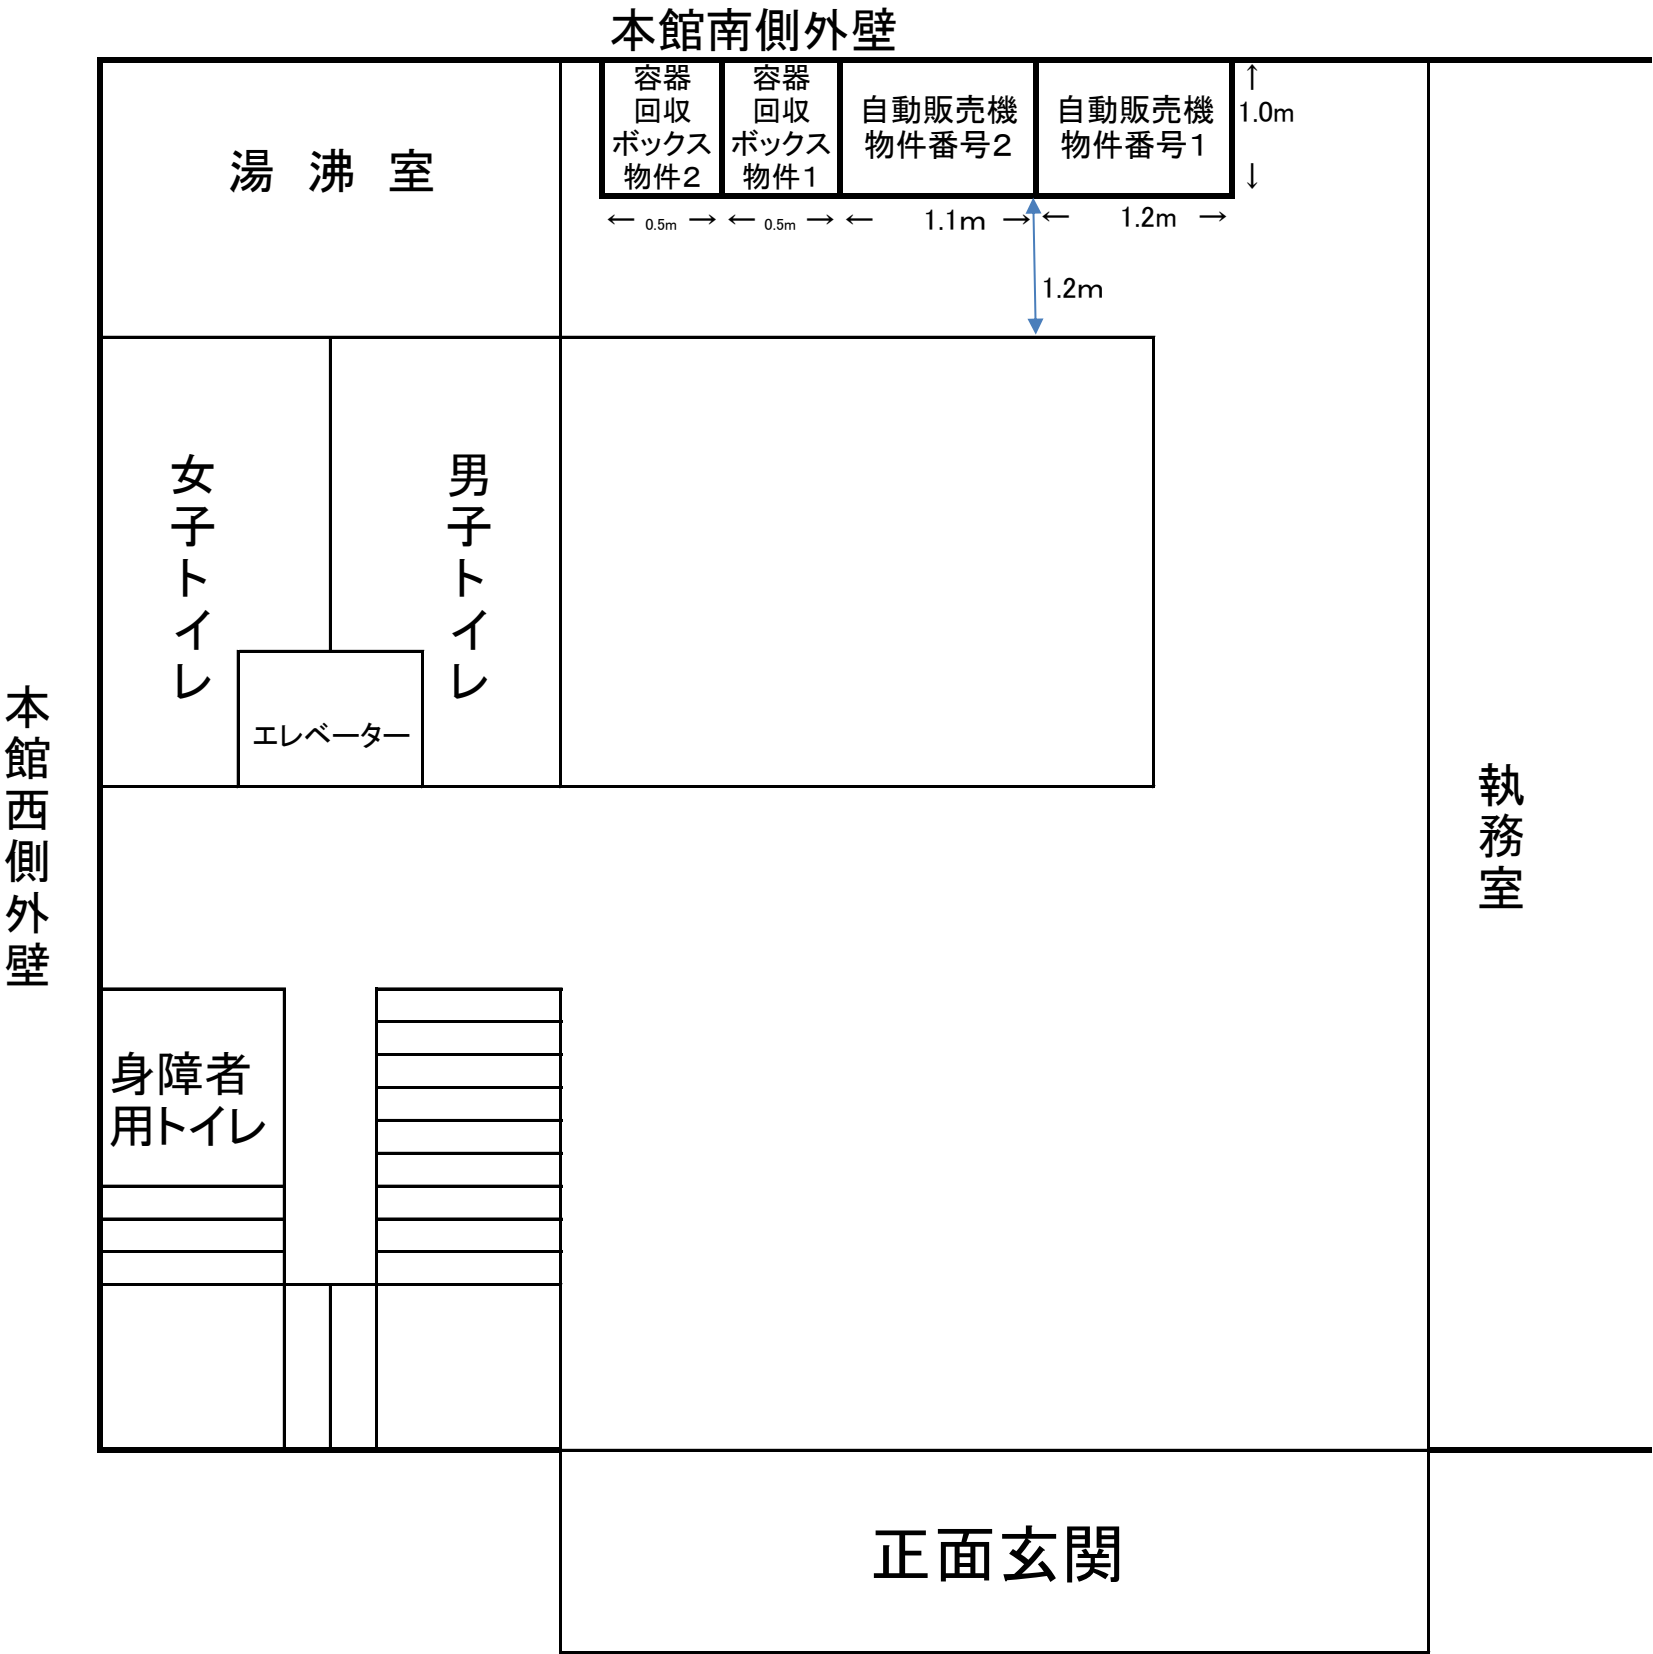 本館南側外壁
容器
回収
ボックス
物件2
容器
回収
ボックス
物件1
自動販売機
物件番号2
自動販売機
物件番号1
↑
1.0m
↓
← 0.5m →
← 0.5m →
← 1.1m →
← 1.2m →
1.2m
湯 沸 室
女子トイレ
男子トイレ
エレベーター
本館西側外壁
執務室
身障者
用トイレ
正面玄関